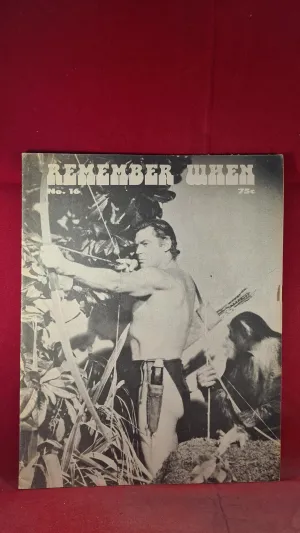 REMEMBER WHEN
No. 16 75¢